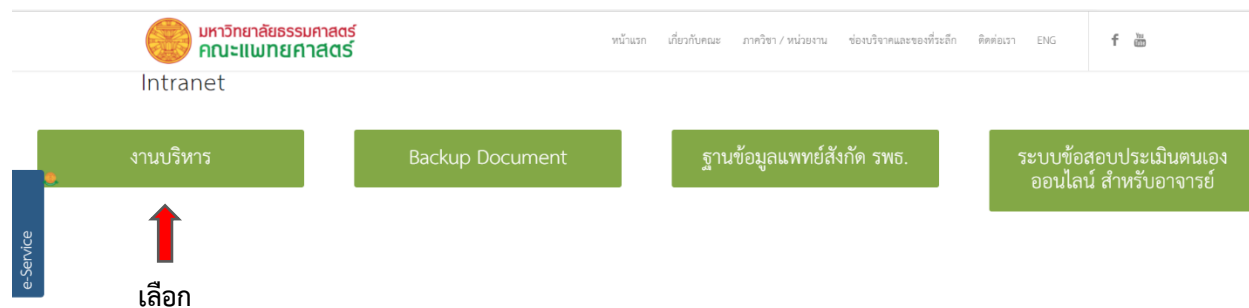 มหาวิทยาลัยธรรมศาสตร์
คณะแพทยศาสตร์
หน้าแรก เกี่ยวกับคณะ ภาควิชา / หน่วยงาน ช่องบริจาคและของที่ระลึก ติดต่อเรา ENG
Intranet
งานบริหาร
Backup Document
ฐานข้อมูลแพทย์สังกัด รพธ.
ระบบข้อสอบประเมินตนเอง
ออนไลน์ สำหรับอาจารย์
e-Service
เลือก